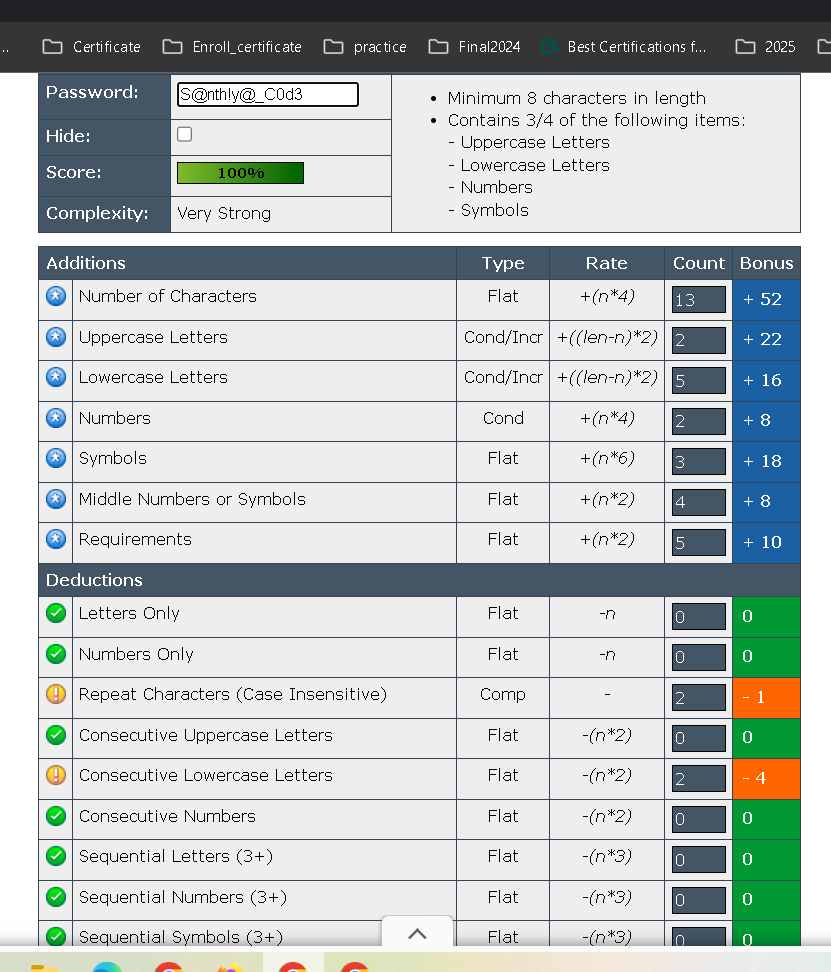 ..
Certificate Enroll_certificate practice Final2024 Best Certifications f... 2025
Password: S@nthly@_C0d3
• Minimum 8 characters in length
• Contains 3/4 of the following items:
- Uppercase Letters
- Lowercase Letters
- Numbers
- Symbols
Hide:
Score: 100%
Complexity: Very Strong
Additions Type Rate Count Bonus
Number of Characters Flat +(n*4) 13 + 52
Uppercase Letters Cond/Incr +((len-n)*2) 2 + 22
Lowercase Letters Cond/Incr +((len-n)*2) 5 + 16
Numbers Cond +(n*4) 2 + 8
Symbols Flat +(n*6) 3 + 18
Middle Numbers or Symbols Flat +(n*2) 4 + 8
Requirements Flat +(n*2) 5 + 10
Deductions
Letters Only Flat -n 0 0
Numbers Only Flat -n 0 0
Repeat Characters (Case Insensitive) Comp - 2 - 1
Consecutive Uppercase Letters Flat -(n*2) 0 0
Consecutive Lowercase Letters Flat -(n*2) 2 - 4
Consecutive Numbers Flat -(n*2) 0 0
Sequential Letters (3+) Flat -(n*3) 0 0
Sequential Numbers (3+) Flat -(n*3) 0 0
Sequential Symbols (3+) Flat -(n*3) 0 0